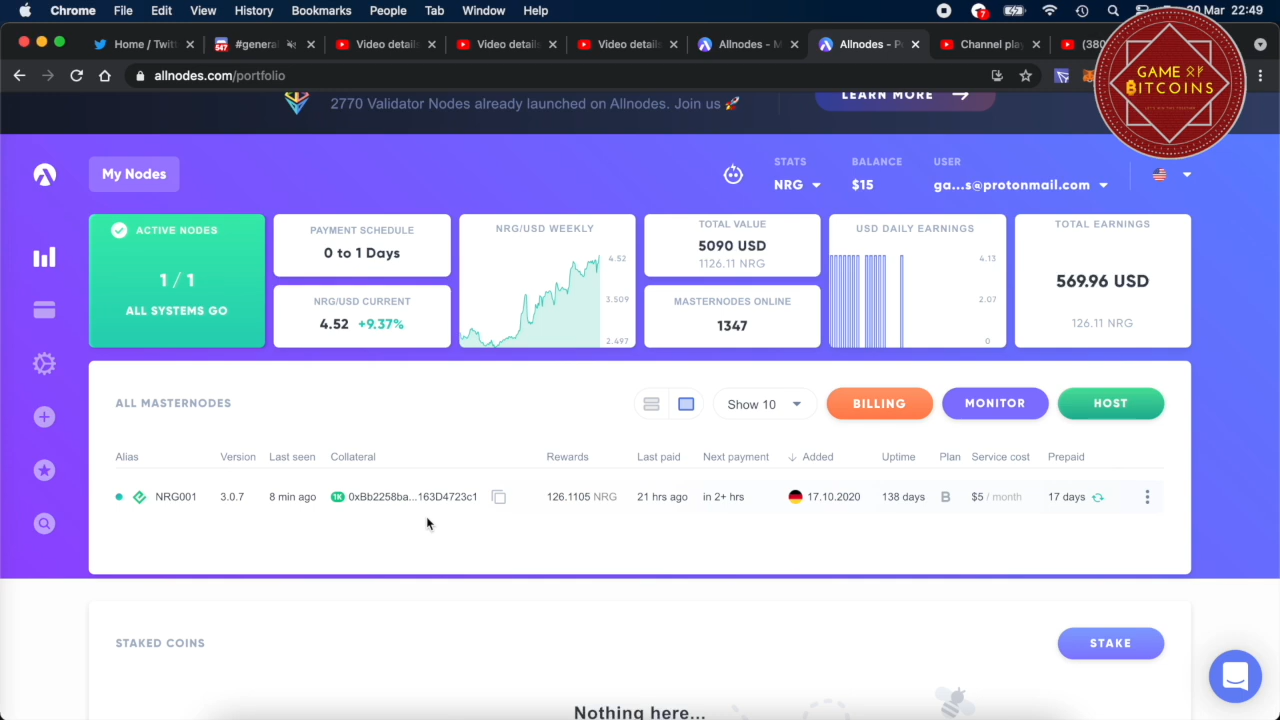 Chrome File Edit View History Bookmarks People Tab Window Help 7 20 Mar 22:49
Home / Twitt 547 #general Video details Video details Video details Allnodes - M Allnodes - P Channel play (380
allnodes.com/portfolio
GAME OF
BITCOINS
2770 Validator Nodes already launched on Allnodes. Join us 🚀 LEARN MORE →
My Nodes
STATS BALANCE USER
NRG $15 ga...s@protonmail.com
ACTIVE NODES
1 / 1
ALL SYSTEMS GO
PAYMENT SCHEDULE
0 to 1 Days
NRG/USD CURRENT
4.52 +9.37%
NRG/USD WEEKLY
4.52
3.509
2.497
TOTAL VALUE
5090 USD
1126.11 NRG
MASTERNODES ONLINE
1347
USD DAILY EARNINGS
4.13
2.07
0
TOTAL EARNINGS
569.96 USD
126.11 NRG
ALL MASTERNODES Show 10 BILLING MONITOR HOST
Alias Version Last seen Collateral Rewards Last paid Next payment ↓ Added Uptime Plan Service cost Prepaid
NRG001 3.0.7 8 min ago 1K 0xBb2258ba...163D4723c1 126.1105 NRG 21 hrs ago in 2+ hrs 17.10.2020 138 days B $5 / month 17 days
STAKED COINS STAKE
Nothing here...